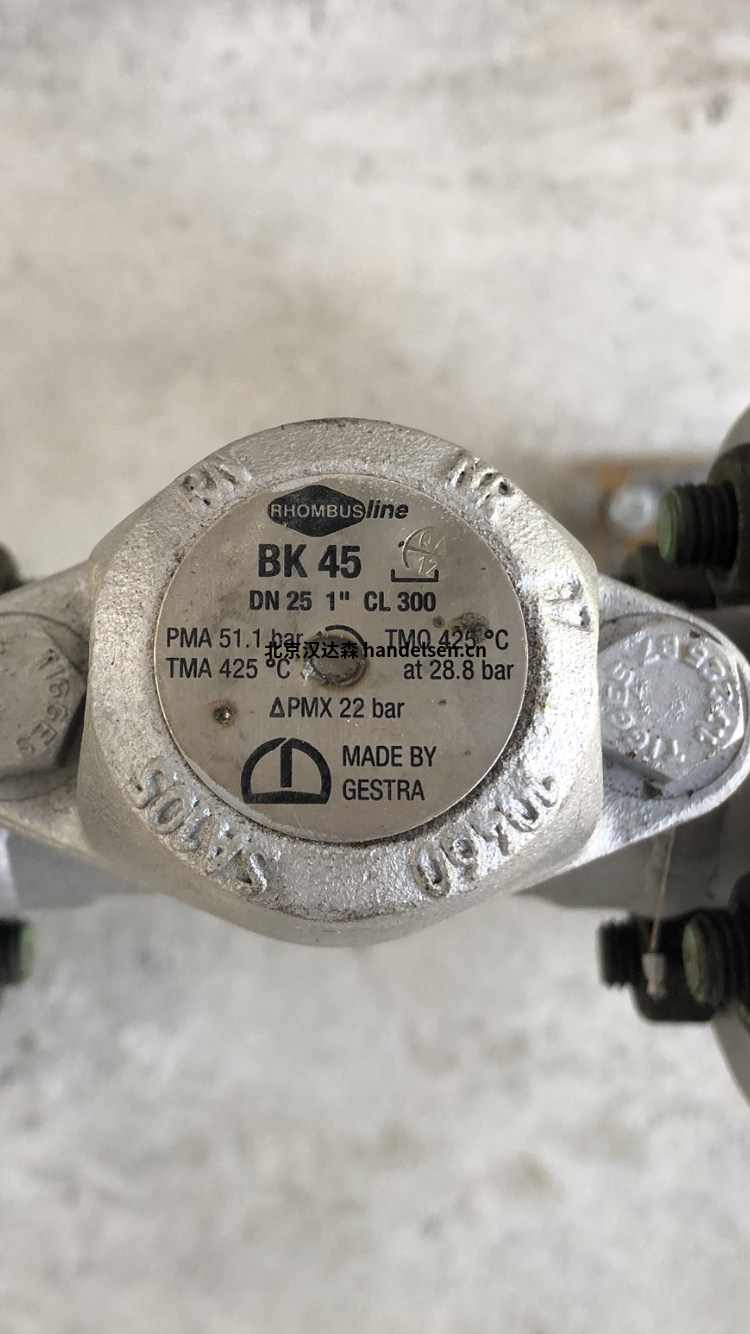 RHOMBUSline
BK 45
DN 25 1" CL 300
PMA 51.1 bar TMO 425 °C
北京汉达森 handelsen.cn
TMA 425 °C at 28.8 bar
ΔPMX 22 bar
MADE BY
GESTRA
SA105